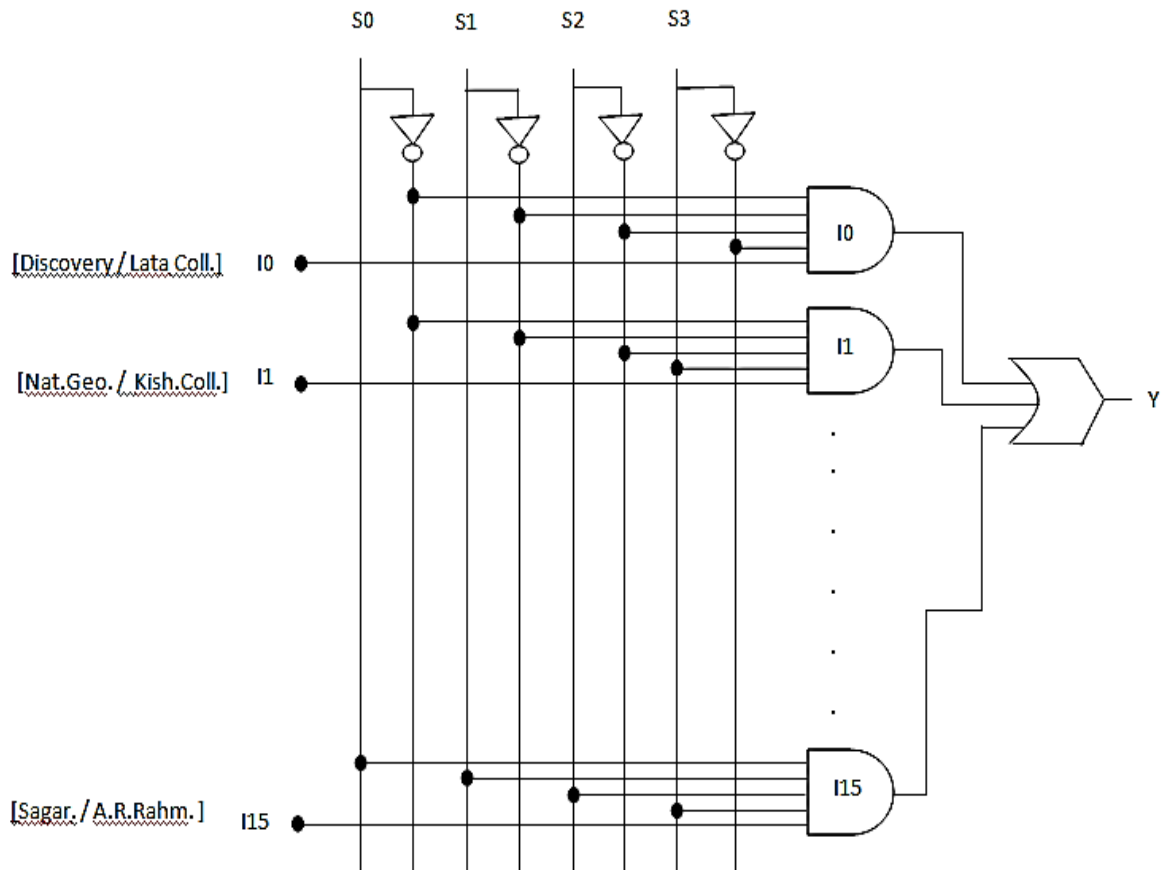 S0 S1 S2 S3
I0
[Discovery / Lata Coll.] I0
I1
[Nat.Geo. / Kish.Coll.] I1
Y
I15
[Sagar. / A.R.Rahm. ] I15